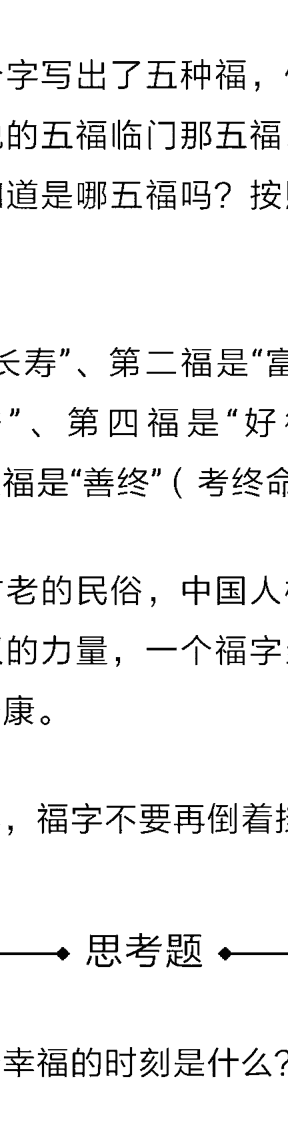 字写出了五种福，
的五福临门那五福
道是哪五福吗？按
长寿”、第二福是“富
”、第四福是“好
福是“善终”（考终命
老的民俗，中国人
的力量，一个福字
康。
，福字不要再倒着
思考题
幸福的时刻是什么？